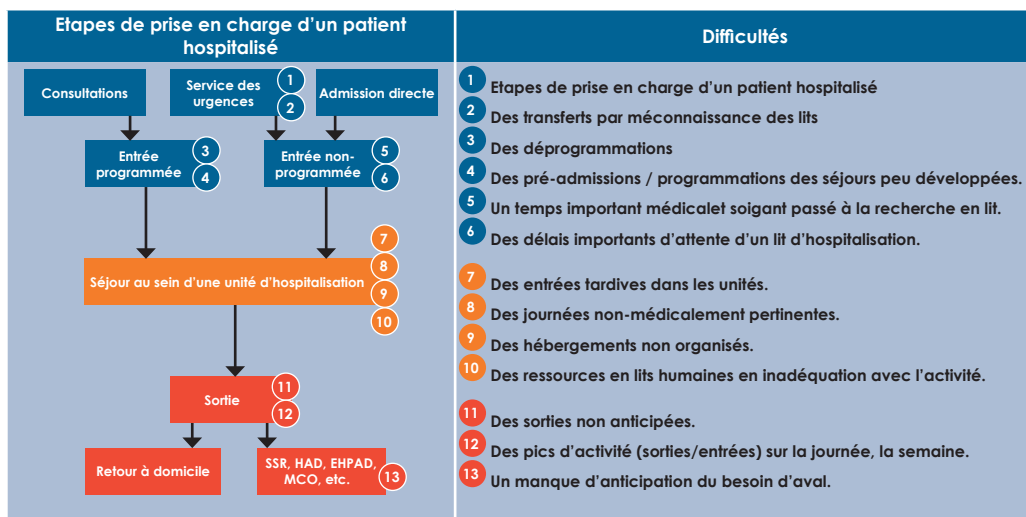 Etapes de prise en charge d'un patient
hospitalisé
Consultations
Service des
urgences
1
2
Admission directe
Entrée
programmée
3
4
Entrée non-
programmée
5
6
Séjour au sein d'une unité d'hospitalisation
7
8
9
10
Sortie
11
12
Retour à domicile
SSR, HAD, EHPAD,
MCO, etc.
13
Difficultés
1 Etapes de prise en charge d'un patient hospitalisé
2 Des transferts par méconnaissance des lits
3 Des déprogrammations
4 Des pré-admissions / programmations des séjours peu développées.
5 Un temps important médicalet soigant passé à la recherche en lit.
6 Des délais importants d'attente d'un lit d'hospitalisation.
7 Des entrées tardives dans les unités.
8 Des journées non-médicalement pertinentes.
9 Des hébergements non organisés.
10 Des ressources en lits humaines en inadéquation avec l'activité.
11 Des sorties non anticipées.
12 Des pics d'activité (sorties/entrées) sur la journée, la semaine.
13 Un manque d'anticipation du besoin d'aval.